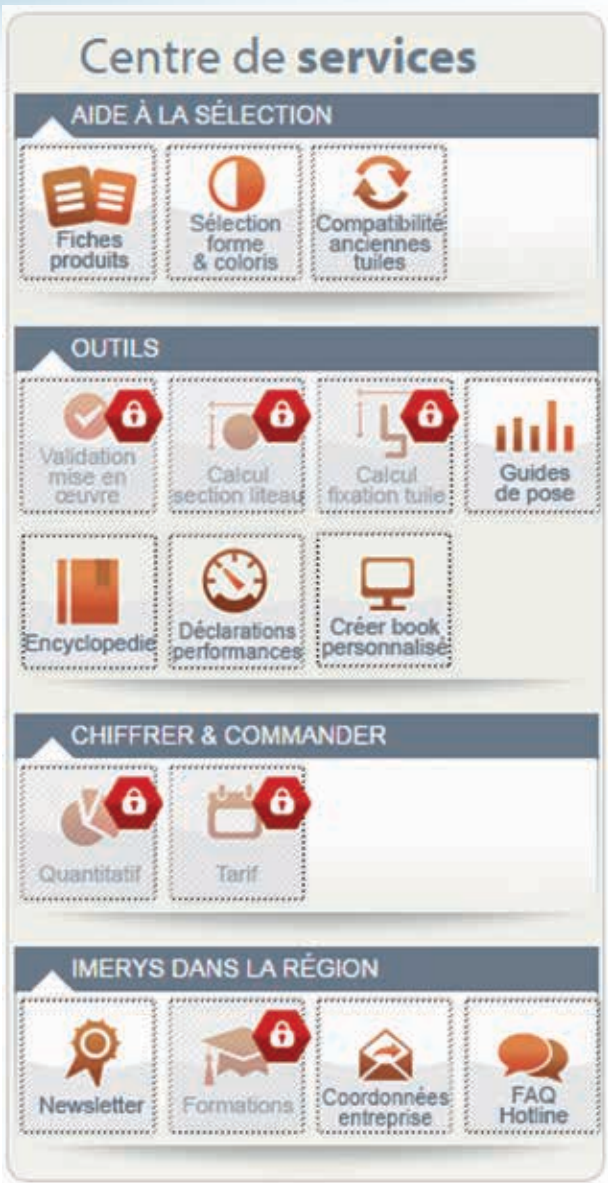 Centre de services
AIDE À LA SÉLECTION
Fiches
produits
Sélection
forme
& coloris
Compatibilité
anciennes
tuiles
OUTILS
Validation
mise en
œuvre
Calcul
section liteau
Calcul
fixation tuile
Guides
de pose
Encyclopedie
Déclarations
performances
Créer book
personnalisé
CHIFFRER & COMMANDER
Quantitatif
Tarif
IMERYS DANS LA RÉGION
Newsletter
Formations
Coordonnées
entreprise
FAQ
Hotline